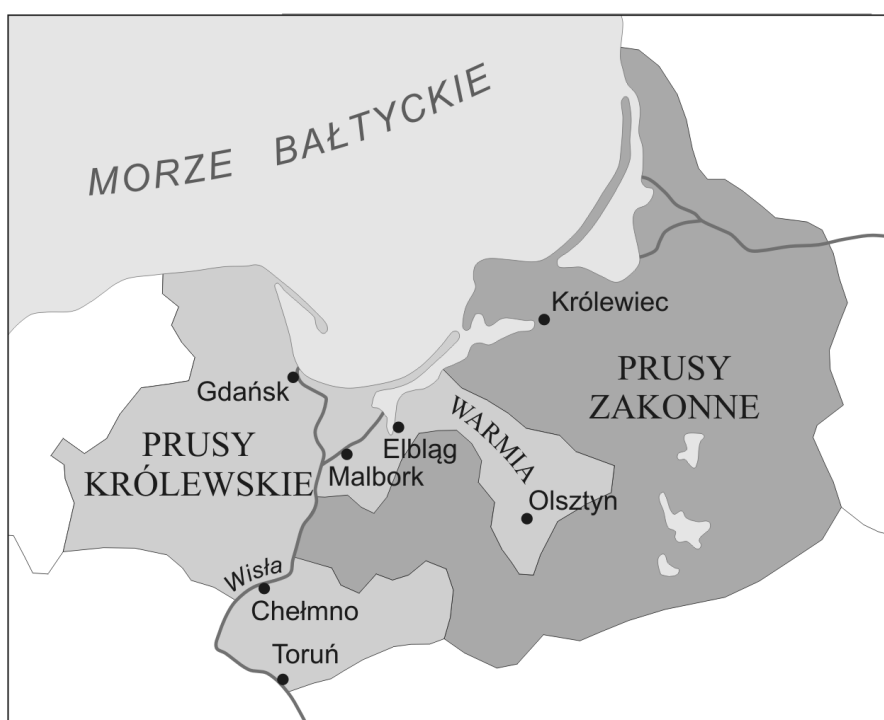 MORZE BAŁTYCKIE
Królewiec
PRUSY
ZAKONNE
Gdańsk
WARMIA
PRUSY
KRÓLEWSKIE
Elbląg
Malbork
Olsztyn
Wisła
Chełmno
Toruń